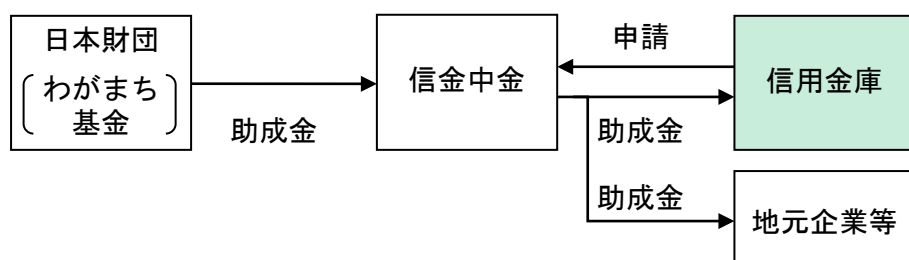 日本財団
わがまち
基金
助成金
信金中金
申請
助成金
信用金庫
助成金
地元企業等